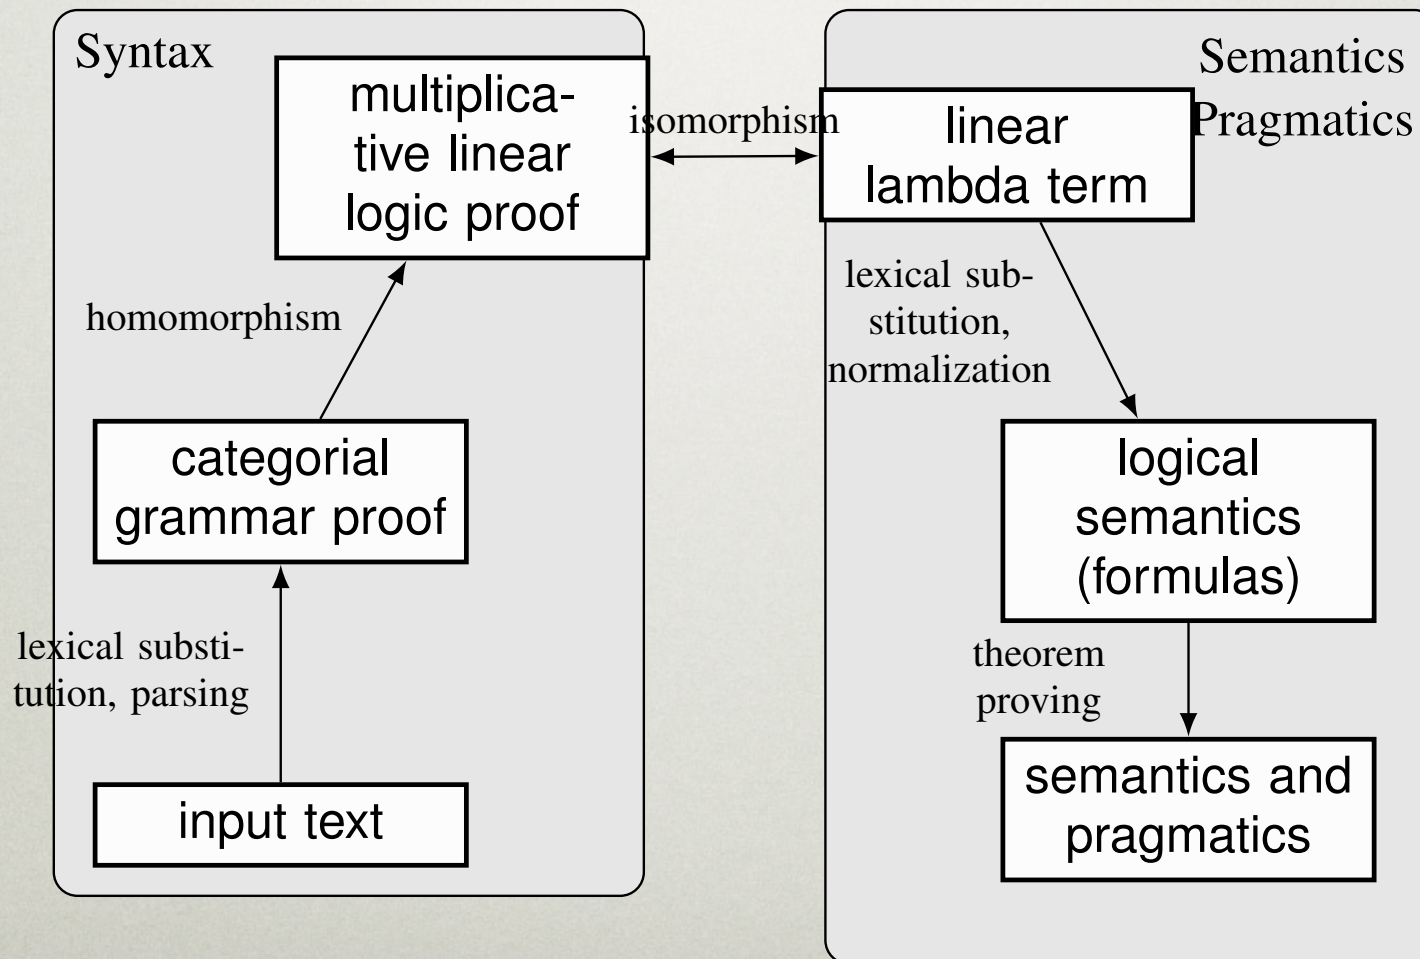 Syntax
multiplica-
tive linear
logic proof
homomorphism
categorial
grammar proof
lexical substi-
tution, parsing
input text
isomorphism
Semantics
Pragmatics
linear
lambda term
lexical sub-
stitution,
normalization
logical
semantics
(formulas)
theorem
proving
semantics and
pragmatics